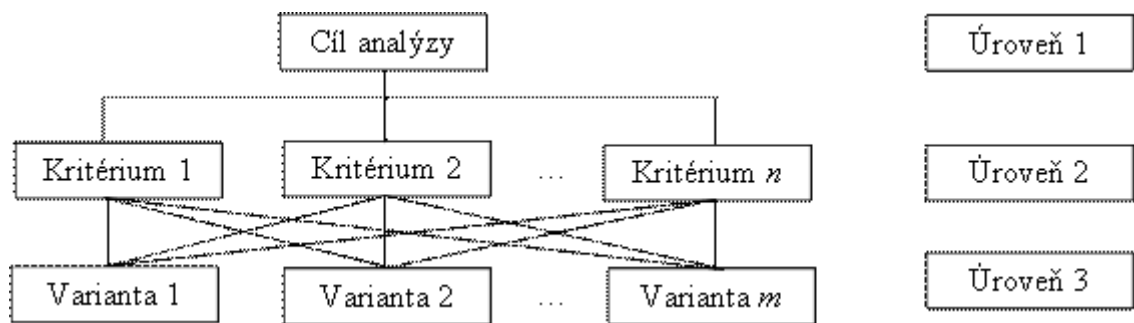 Cíl analýzy
Úroveň 1
Kritérium 1
Kritérium 2
...
Kritérium n
Úroveň 2
Varianta 1
Varianta 2
...
Varianta m
Úroveň 3